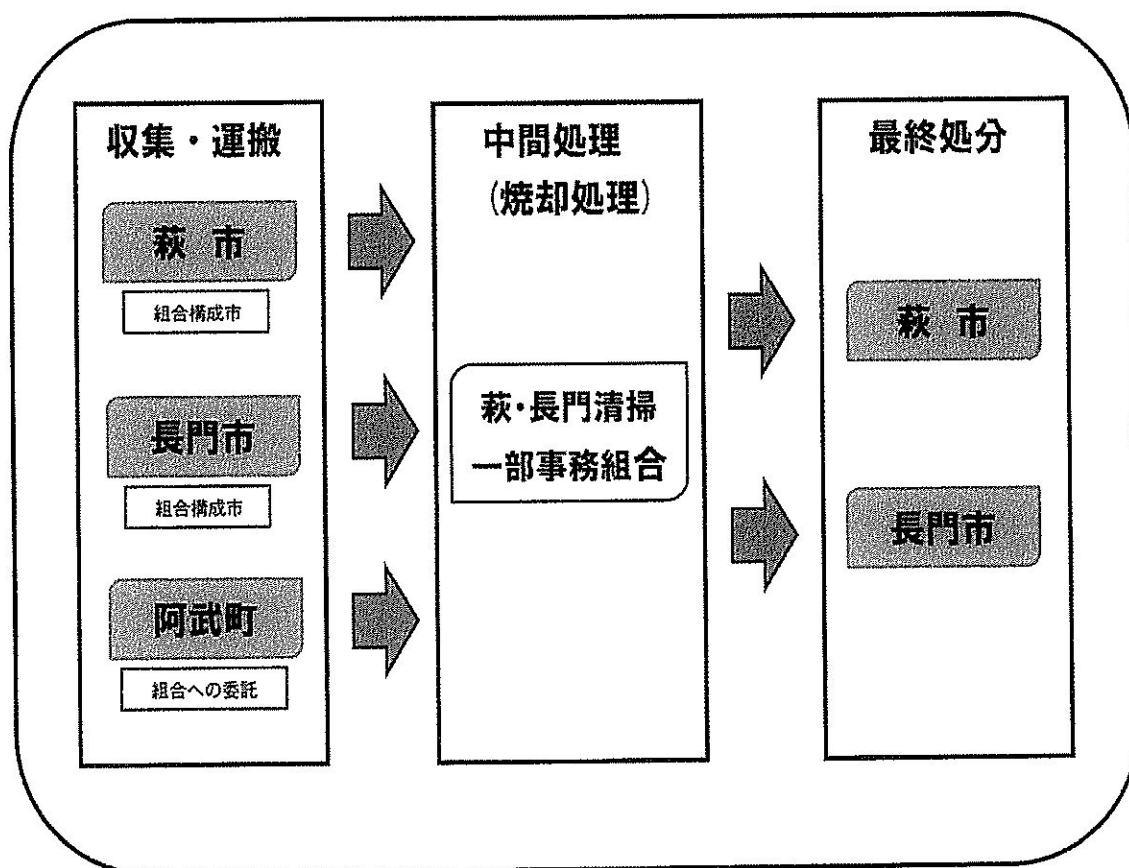 収集・運搬
萩 市
組合構成市
長門市
組合構成市
阿武町
組合への委託
中間処理
(焼却処理)
萩・長門清掃
一部事務組合
最終処分
萩 市
長門市